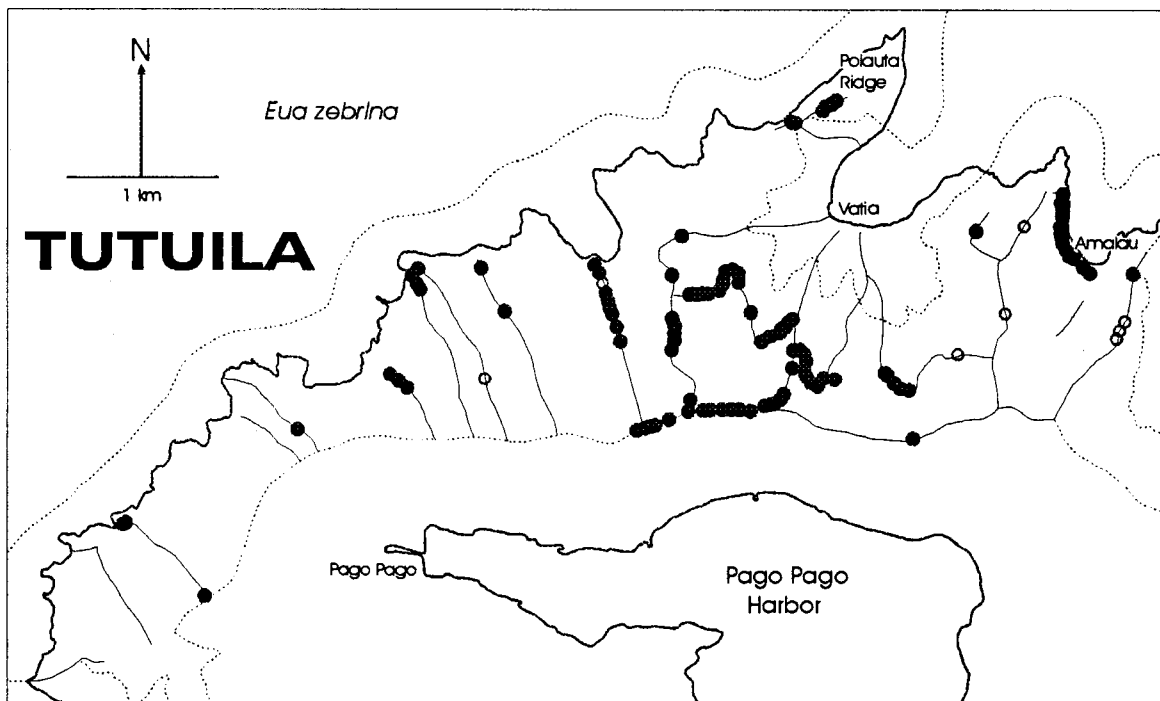 N
1 km
Eua zebrina
TUTUILA
Polauta
Ridge
Vatia
Amalau
Pago Pago
Pago Pago
Harbor